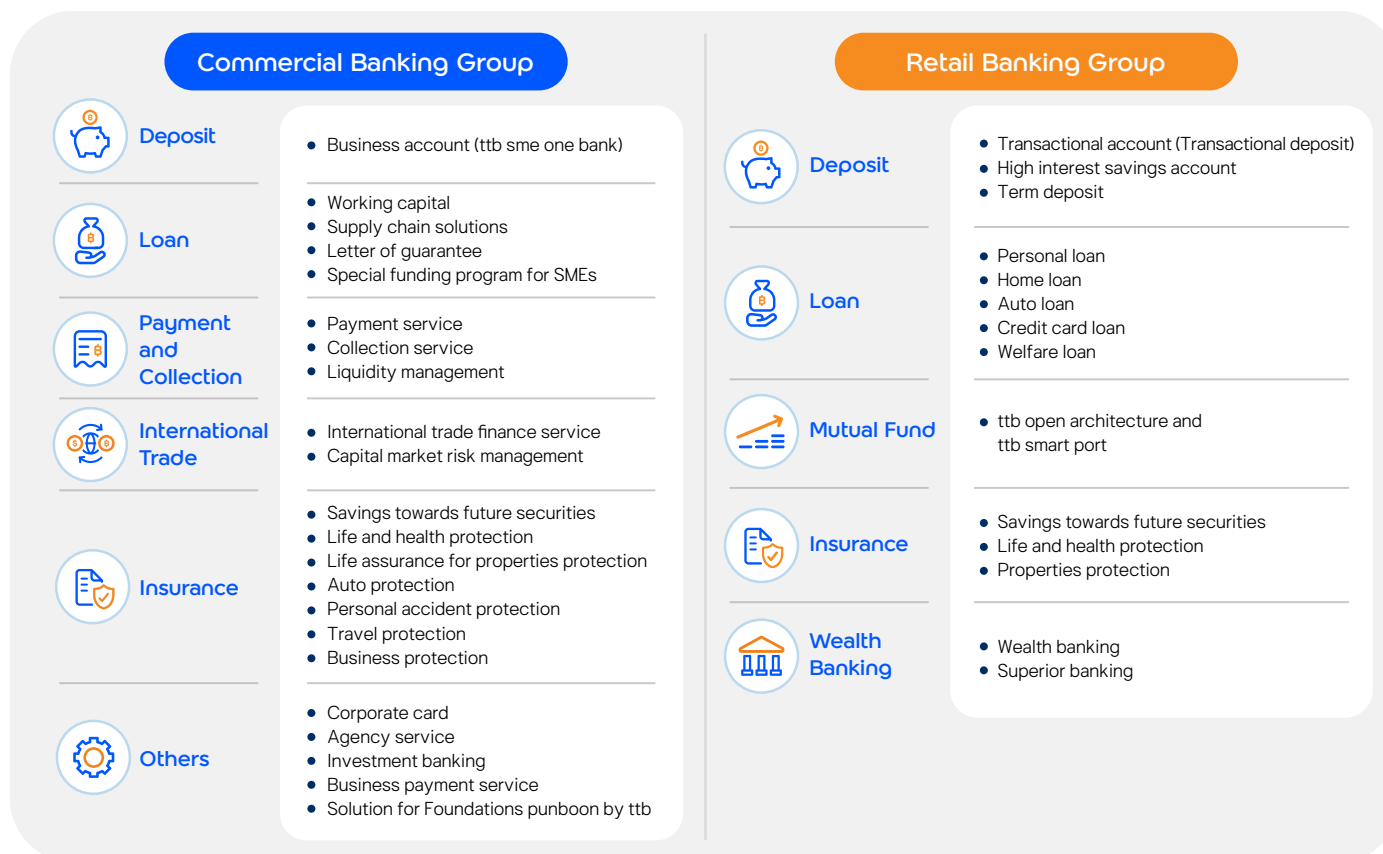 Commercial Banking Group
Deposit
• Business account (ttb sme one bank)
Loan
• Working capital
• Supply chain solutions
• Letter of guarantee
• Special funding program for SMEs
Payment
and
Collection
• Payment service
• Collection service
• Liquidity management
International
Trade
• International trade finance service
• Capital market risk management
Insurance
• Savings towards future securities
• Life and health protection
• Life assurance for properties protection
• Auto protection
• Personal accident protection
• Travel protection
• Business protection
Others
• Corporate card
• Agency service
• Investment banking
• Business payment service
• Solution for Foundations punboon by ttb
Retail Banking Group
Deposit
• Transactional account (Transactional deposit)
• High interest savings account
• Term deposit
Loan
• Personal loan
• Home loan
• Auto loan
• Credit card loan
• Welfare loan
Mutual Fund
• ttb open architecture and
ttb smart port
Insurance
• Savings towards future securities
• Life and health protection
• Properties protection
Wealth
Banking
• Wealth banking
• Superior banking